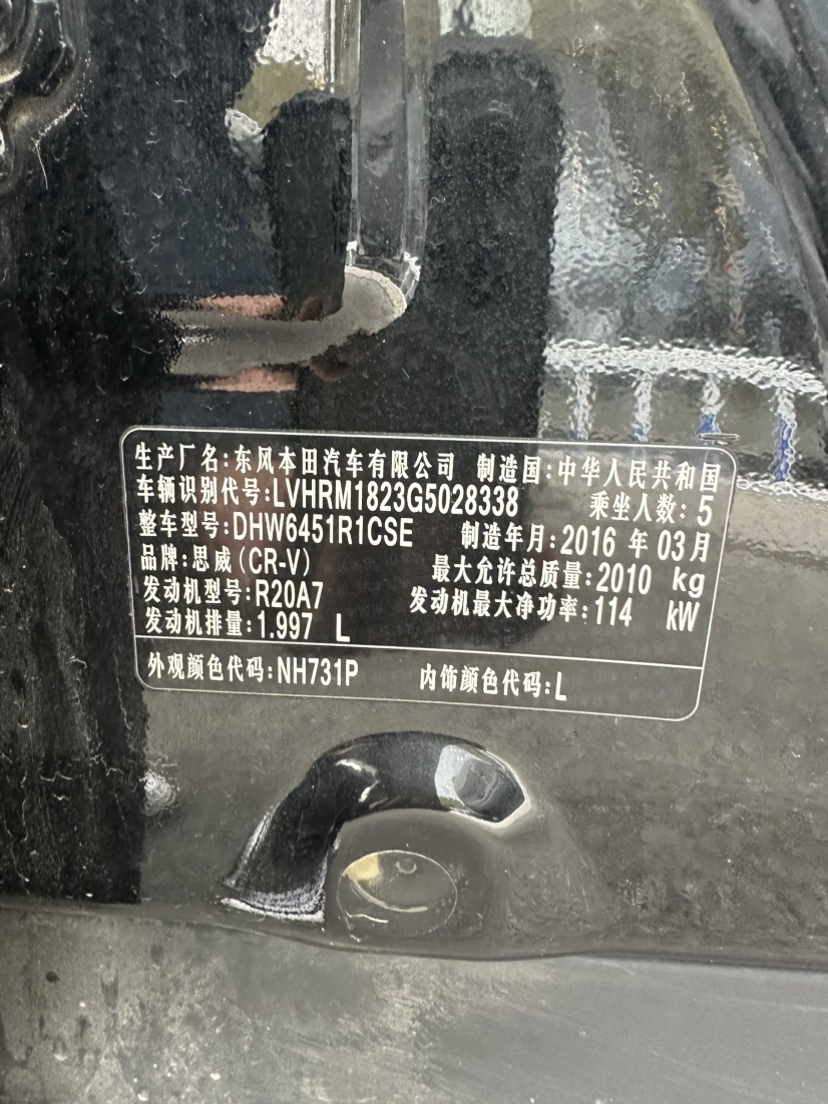 生产厂名:东风本田汽车有限公司 制造国:中华人民共和国
车辆识别代号:LVHRM1823G5028338 乘坐人数:5
整车型号:DHW6451R1CSE 制造年月:2016 年 03月
品牌:思威(CR-V) 最大允许总质量:2010 kg
发动机型号:R20A7 发动机最大净功率:114 kW
发动机排量:1.997 L
外观颜色代码:NH731P 内饰颜色代码:L